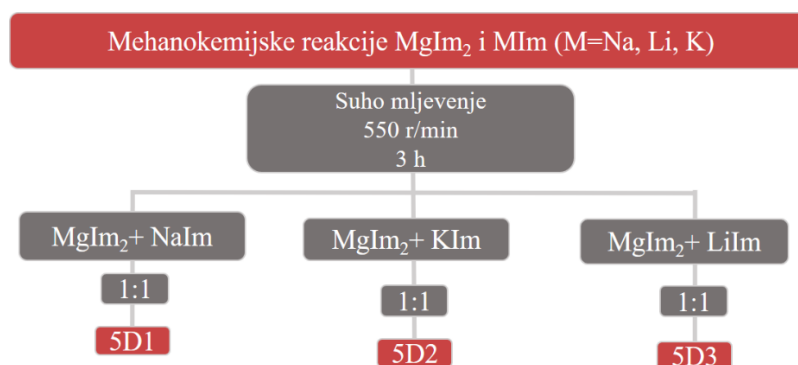 Mehanokemijske reakcije MgIm₂ i MIm (M=Na, Li, K)
Suho mljevenje
550 r/min
3 h
MgIm₂+ NaIm
MgIm₂+ KIm
MgIm₂+ LiIm
1:1
1:1
1:1
5D1
5D2
5D3